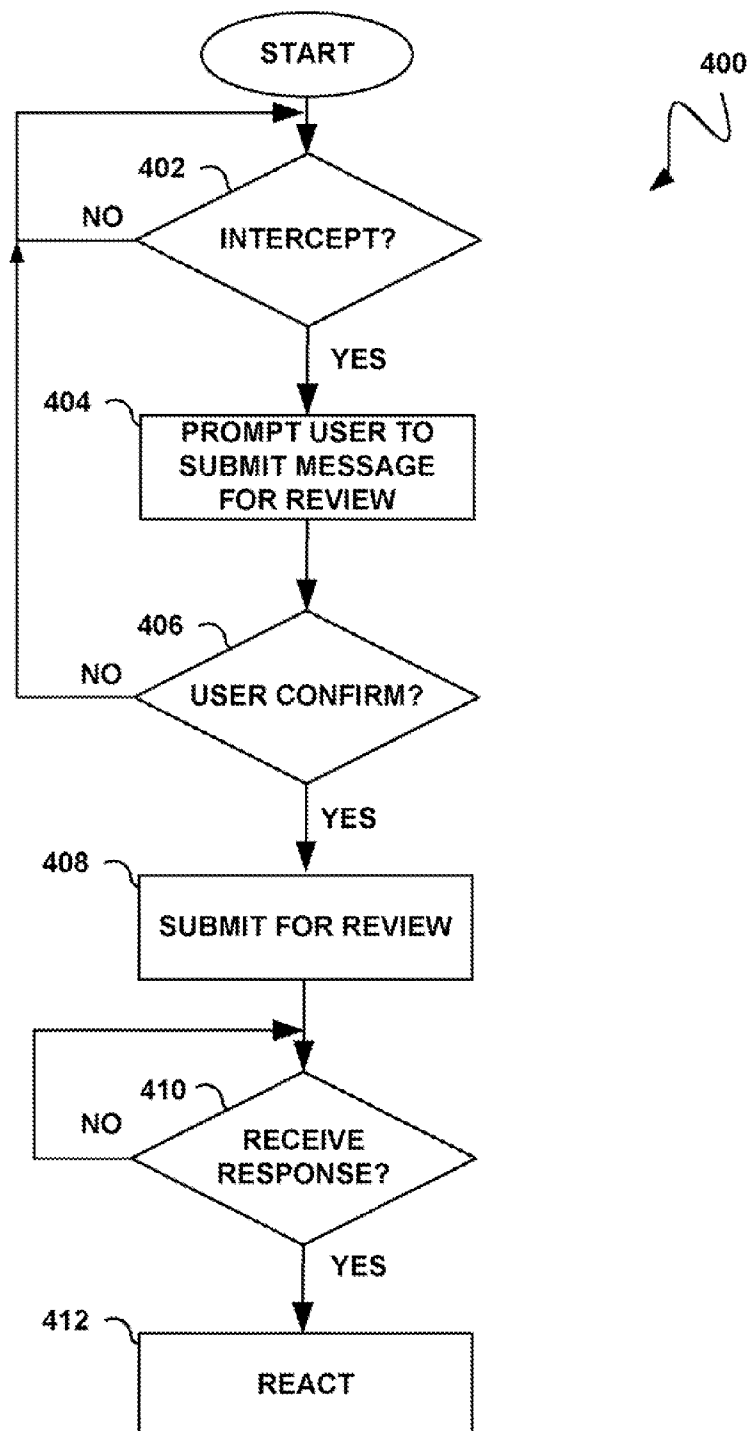 START
400
402
NO
INTERCEPT?
YES
404
PROMPT USER TO
SUBMIT MESSAGE
FOR REVIEW
406
NO
USER CONFIRM?
YES
408
SUBMIT FOR REVIEW
410
NO
RECEIVE
RESPONSE?
YES
412
REACT